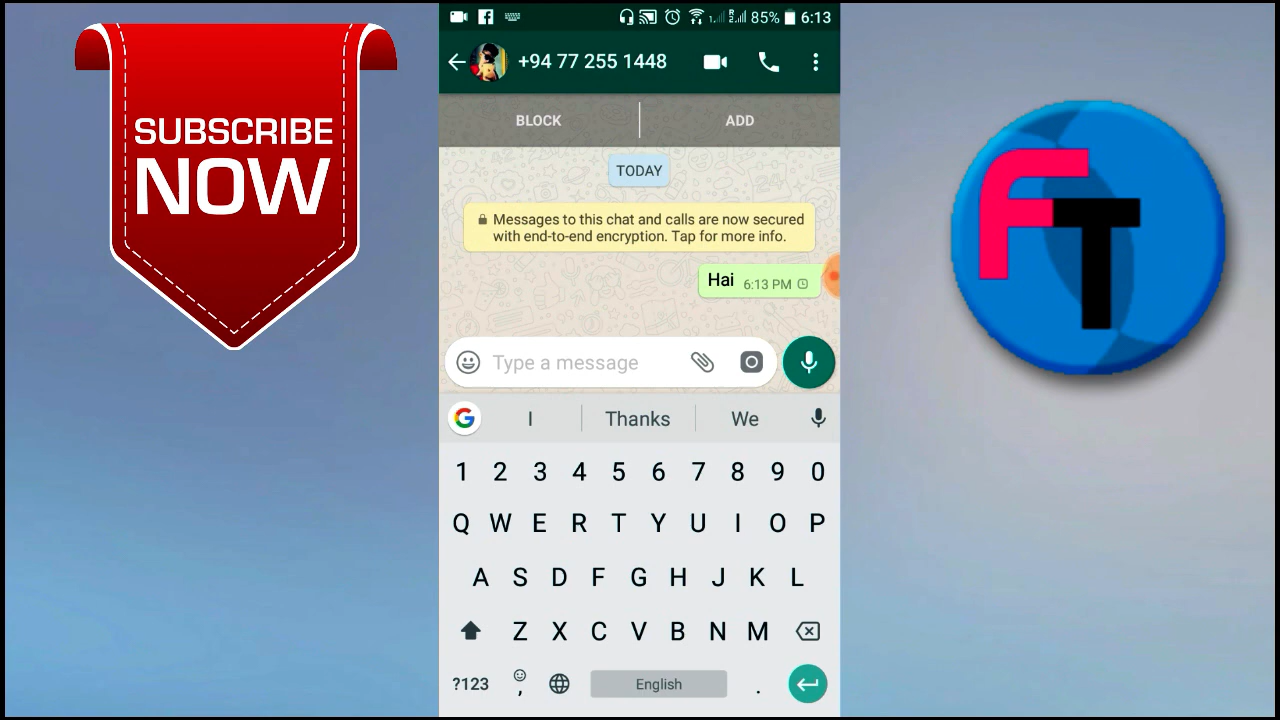 SUBSCRIBE
NOW
85% 6:13
+94 77 255 1448
BLOCK ADD
TODAY
Messages to this chat and calls are now secured
with end-to-end encryption. Tap for more info.
Hai 6:13 PM
Type a message
G I Thanks We
1 2 3 4 5 6 7 8 9 0
Q W E R T Y U I O P
A S D F G H J K L
Z X C V B N M
?123 , English .
FT